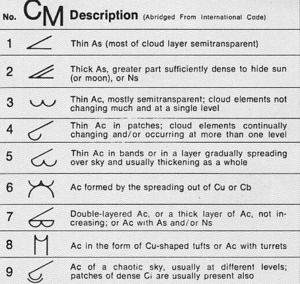 No. CM Description (Abridged From International Code)
1 Thin As (most of cloud layer semitransparent)
2 Thick As, greater part sufficiently dense to hide sun
(or moon), or Ns
3 Thin Ac, mostly semitransparent; cloud elements not
changing much and at a single level
4 Thin Ac in patches; cloud elements continually
changing and/or occurring at more than one level
5 Thin Ac in bands or in a layer gradually spreading
over sky and usually thickening as a whole
6 Ac formed by the spreading out of Cu or Cb
7 Double-layered Ac, or a thick layer of Ac, not in-
creasing; or Ac with As and/or Ns
8 Ac in the form of Cu-shaped tufts or Ac with turrets
9 Ac of a chaotic sky, usually at different levels;
patches of dense Ci are usually present also